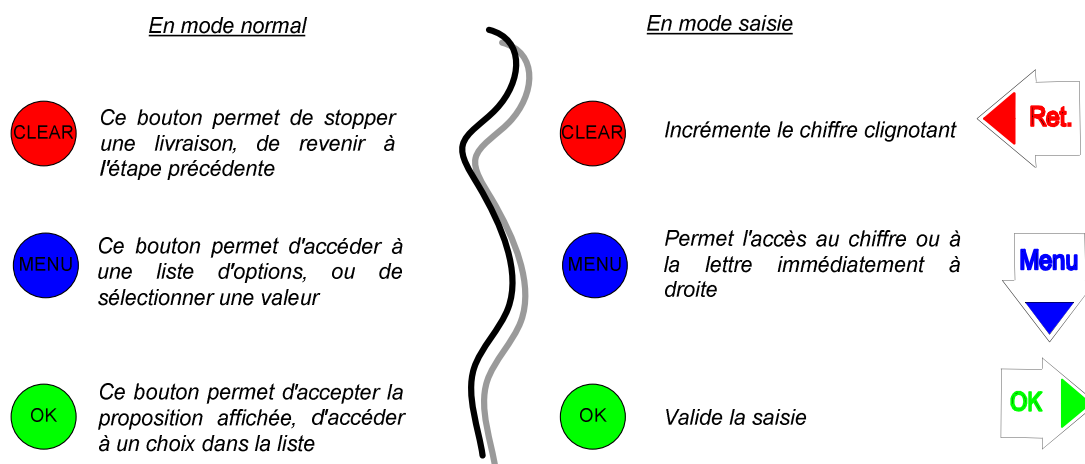 En mode normal
CLEAR
Ce bouton permet de stopper
une livraison, de revenir à
l'étape précédente
MENU
Ce bouton permet d'accéder à
une liste d'options, ou de
sélectionner une valeur
OK
Ce bouton permet d'accepter la
proposition affichée, d'accéder
à un choix dans la liste
En mode saisie
CLEAR
Incrémente le chiffre clignotant
Ret.
MENU
Permet l'accès au chiffre ou à
la lettre immédiatement à
droite
Menu
OK
Valide la saisie
OK